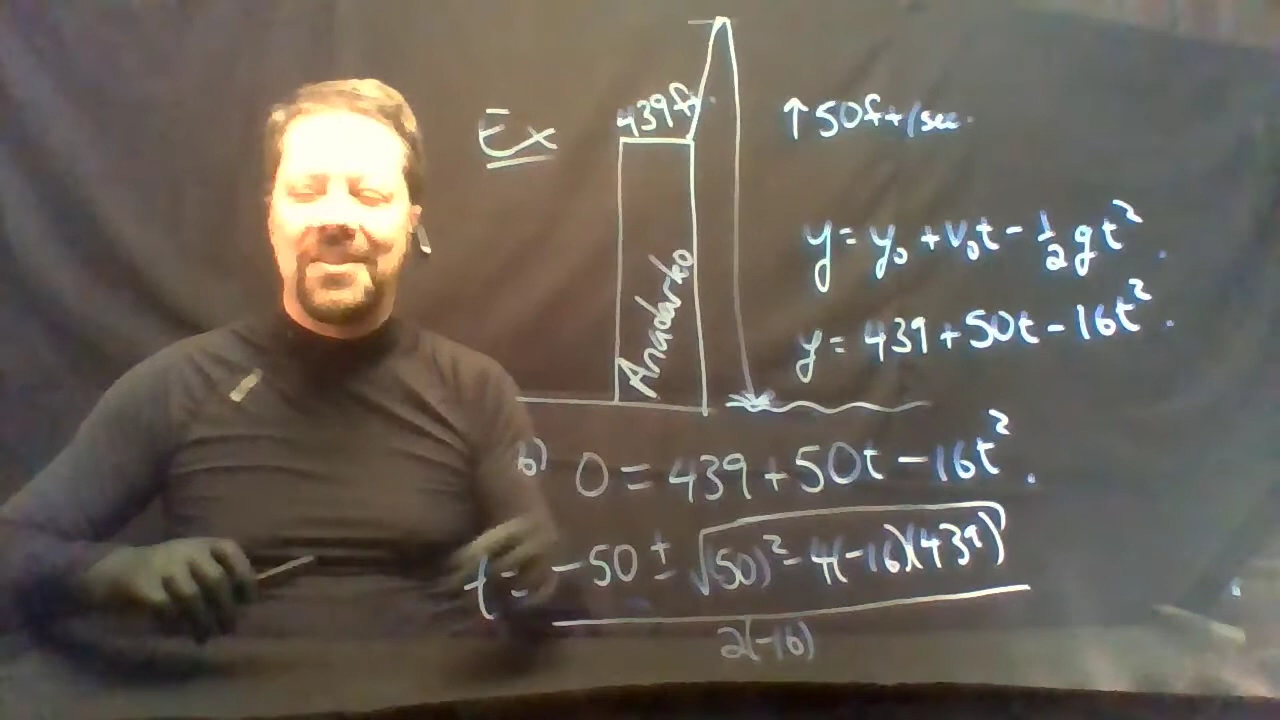 Ex
439ft
↑50ft/sec.
Anadarko
y = y₀ + v₀t - ½gt².
y = 439 + 50t - 16t².
b) 0 = 439 + 50t - 16t².
t = -50 ± √(50)² - 4(-16)(439)
2(-16)